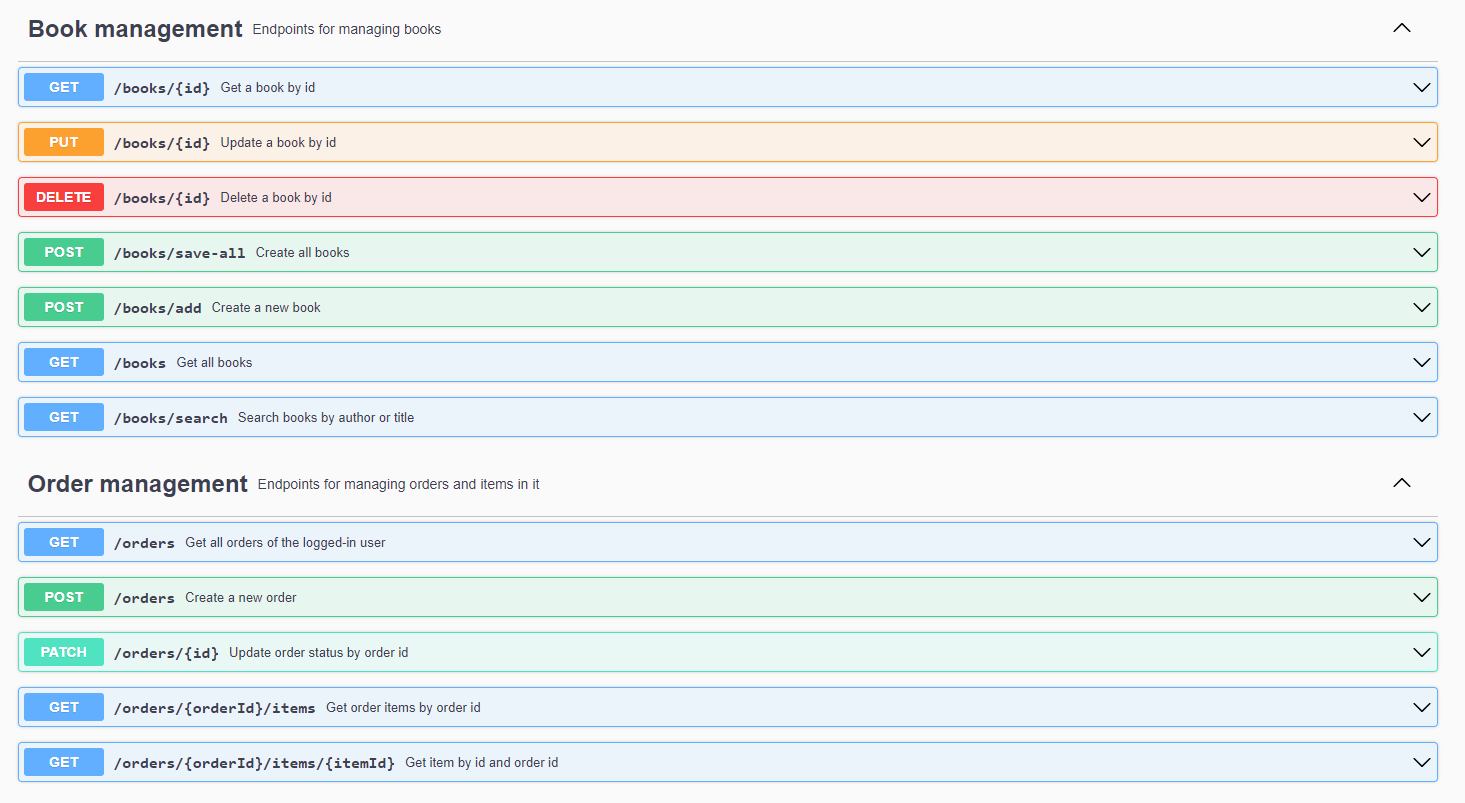 Book management Endpoints for managing books
GET /books/{id} Get a book by id
PUT /books/{id} Update a book by id
DELETE /books/{id} Delete a book by id
POST /books/save-all Create all books
POST /books/add Create a new book
GET /books Get all books
GET /books/search Search books by author or title
Order management Endpoints for managing orders and items in it
GET /orders Get all orders of the logged-in user
POST /orders Create a new order
PATCH /orders/{id} Update order status by order id
GET /orders/{orderId}/items Get order items by order id
GET /orders/{orderId}/items/{itemId} Get item by id and order id